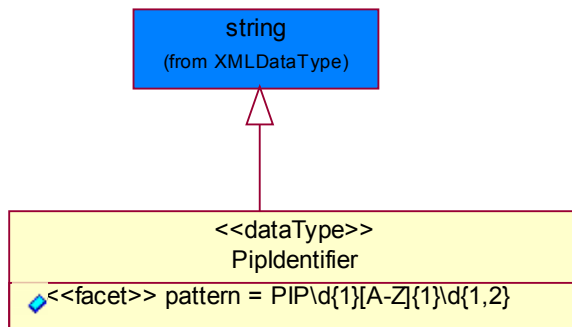 string
(from XMLDataType)
<<dataType>>
PipIdentifier
<<facet>> pattern = PIP\d{1}[A-Z]{1}\d{1,2}